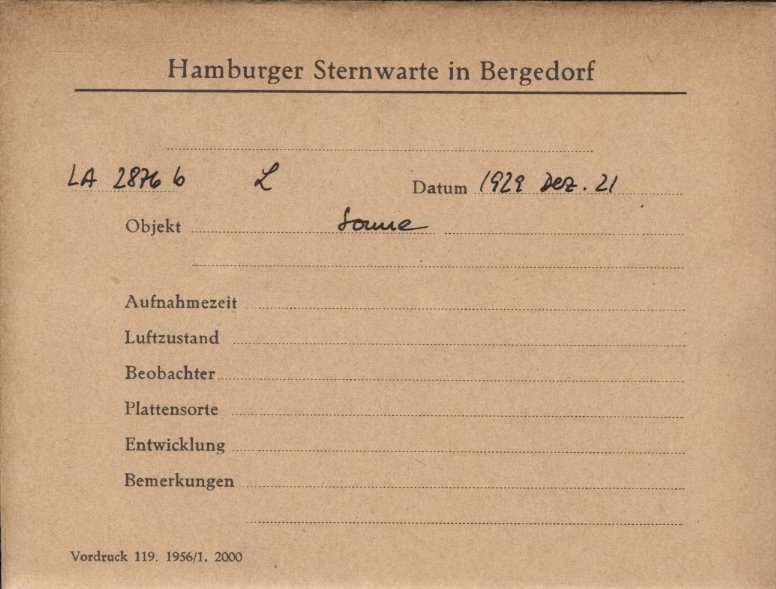 Hamburger Sternwarte in Bergedorf
LA 2876 b L Datum 1929 Dez. 21
Objekt Sonne
Aufnahmezeit
Luftzustand
Beobachter
Plattensorte
Entwicklung
Bemerkungen
Vordruck 119. 1956/1. 2000